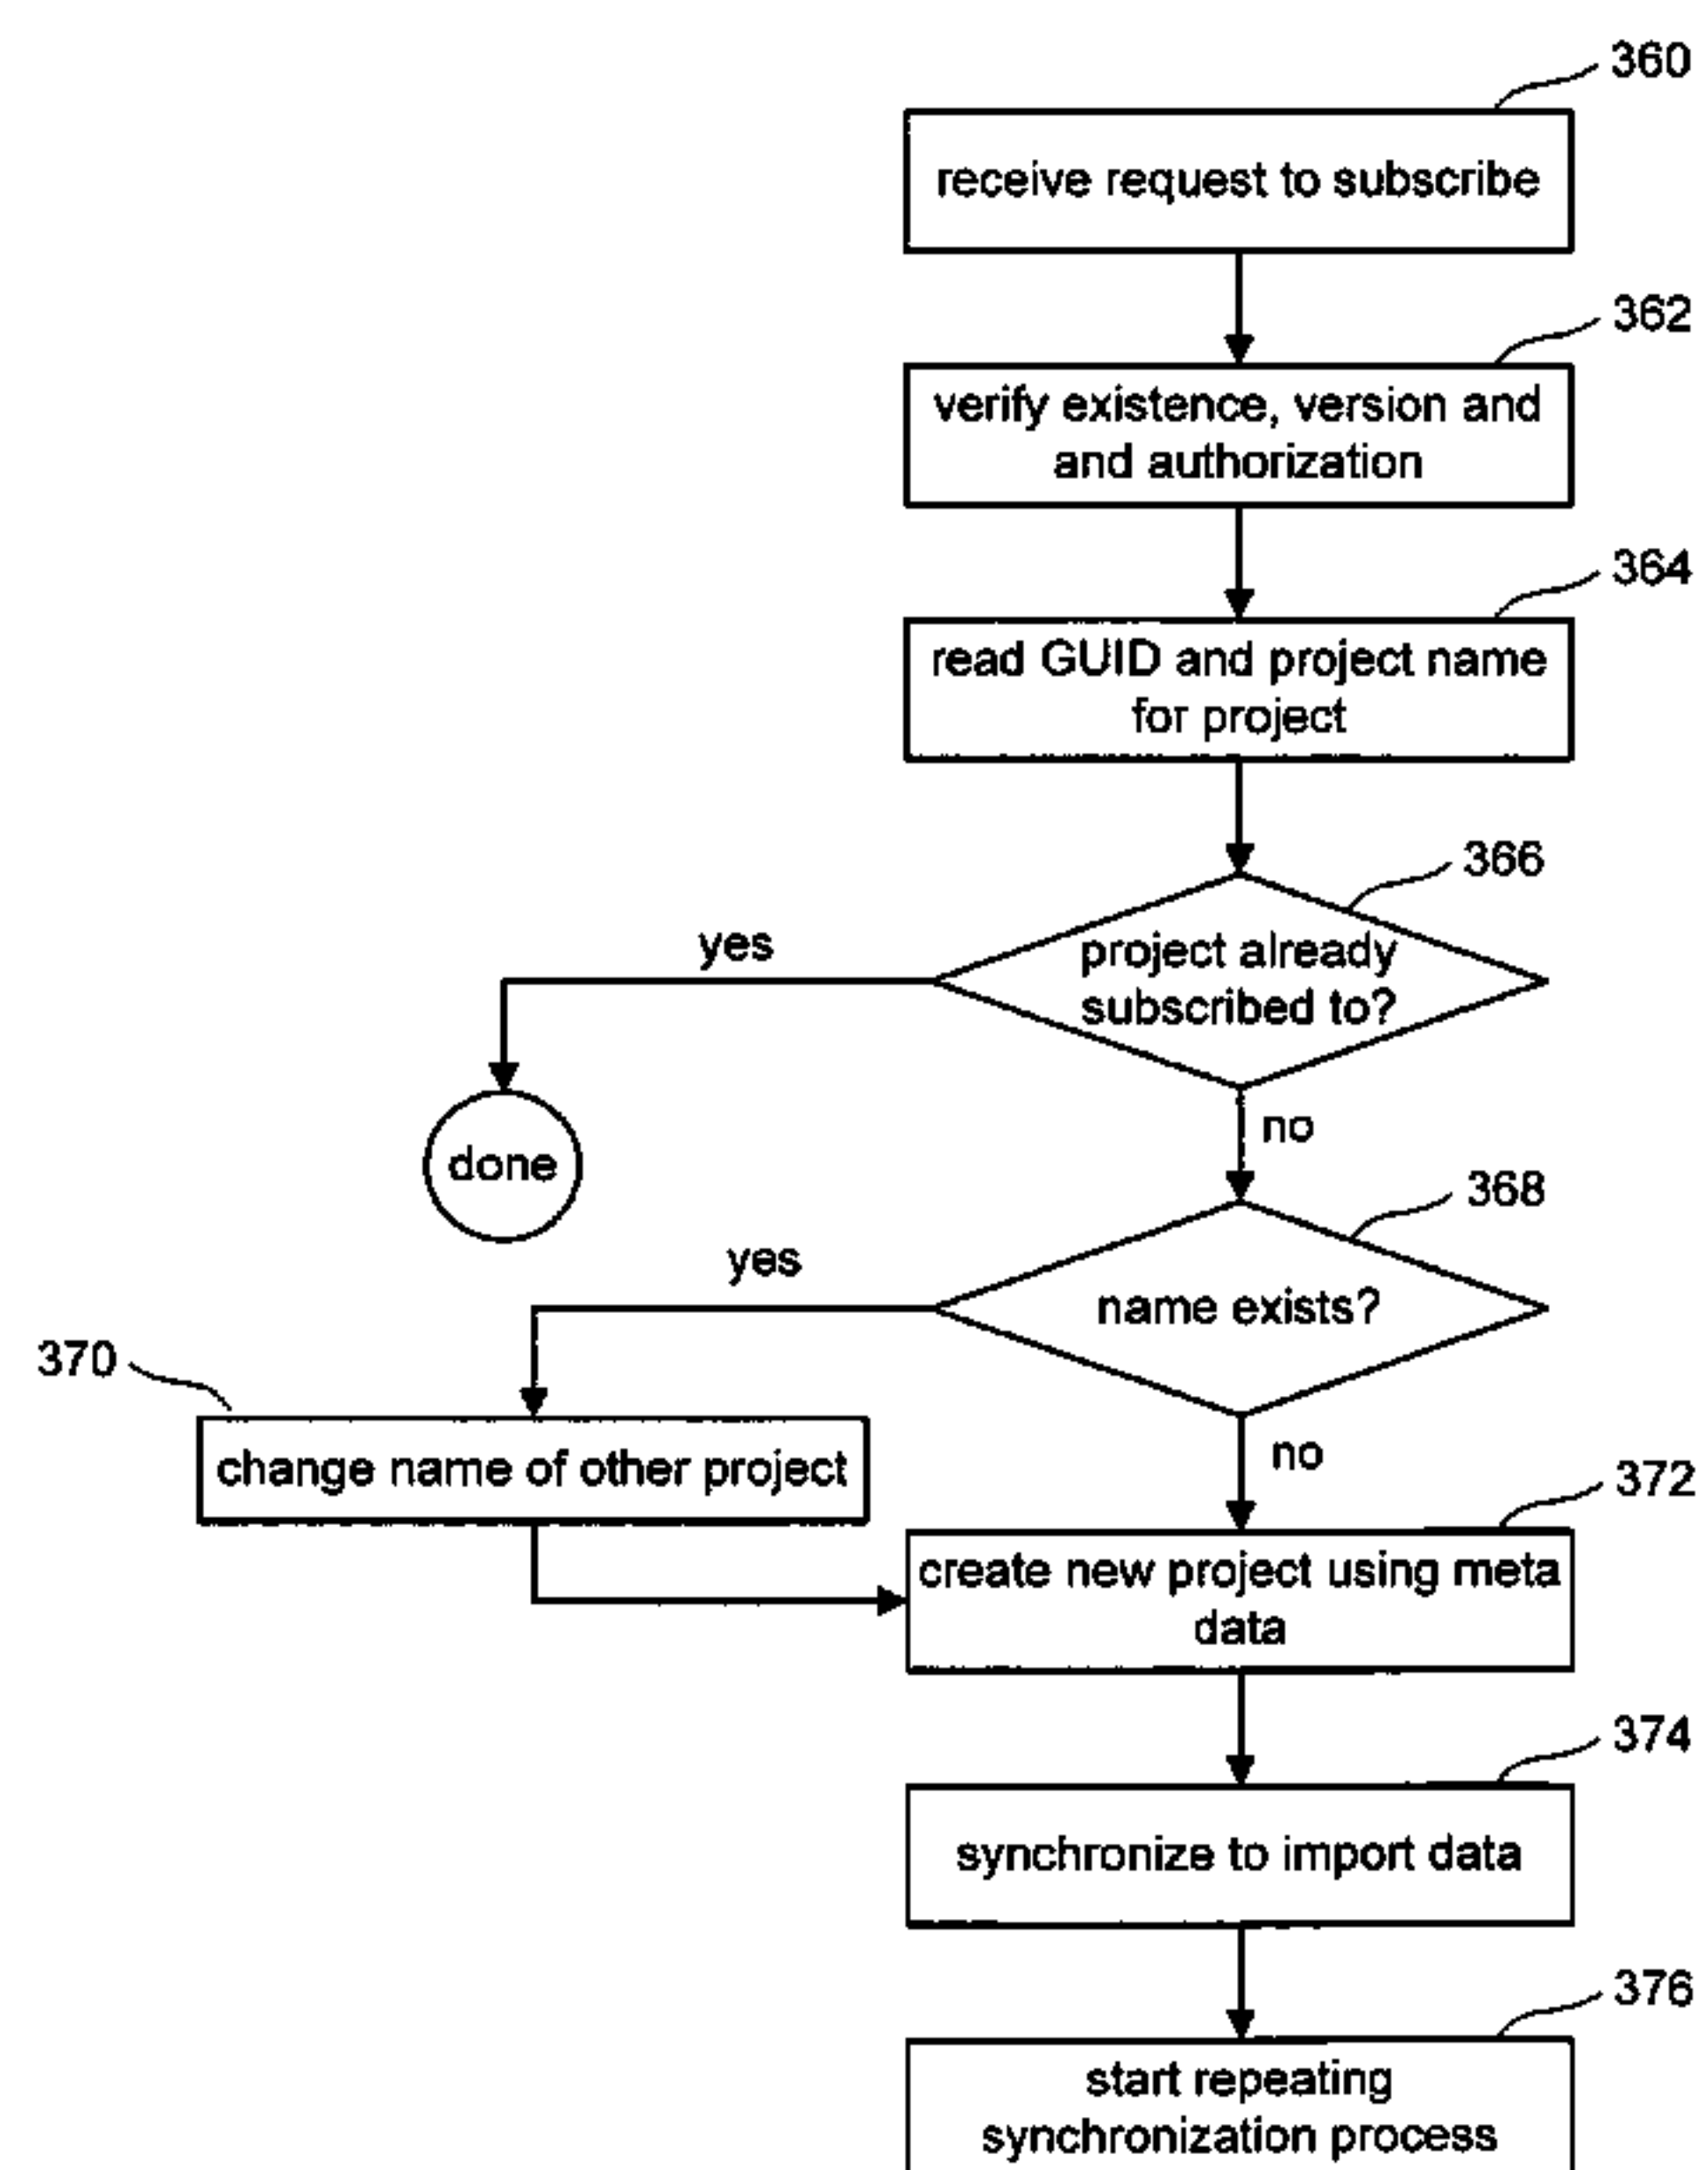 360
receive request to subscribe
362
verify existence, version and
and authorization
364
read GUID and project name
for project
366
project already
subscribed to?
yes
no
done
368
name exists?
yes
no
370
change name of other project
372
create new project using meta
data
374
synchronize to import data
376
start repeating
synchronization process